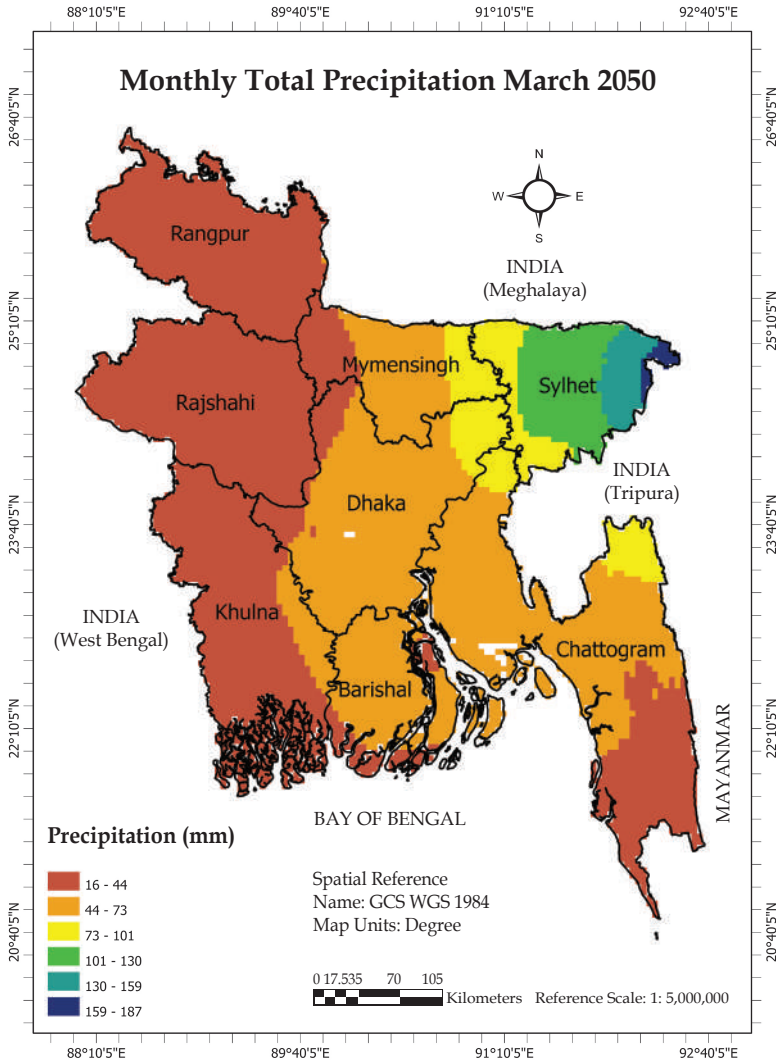 88°10'5"E 89°40'5"E 91°10'5"E 92°40'5"E
Monthly Total Precipitation March 2050
26°40'5"N 26°40'5"N
N
W E
S
Rangpur
INDIA
(Meghalaya)
25°10'5"N 25°10'5"N
Mymensingh
Sylhet
Rajshahi
INDIA
(Tripura)
Dhaka
23°40'5"N 23°40'5"N
INDIA
(West Bengal)
Khulna
Chattogram
Barishal
22°10'5"N 22°10'5"N
MAYANMAR
BAY OF BENGAL
Precipitation (mm)
16 - 44
44 - 73
73 - 101
101 - 130
130 - 159
159 - 187
Spatial Reference
Name: GCS WGS 1984
Map Units: Degree
20°40'5"N 20°40'5"N
0 17.535 70 105
Kilometers Reference Scale: 1: 5,000,000
88°10'5"E 89°40'5"E 91°10'5"E 92°40'5"E